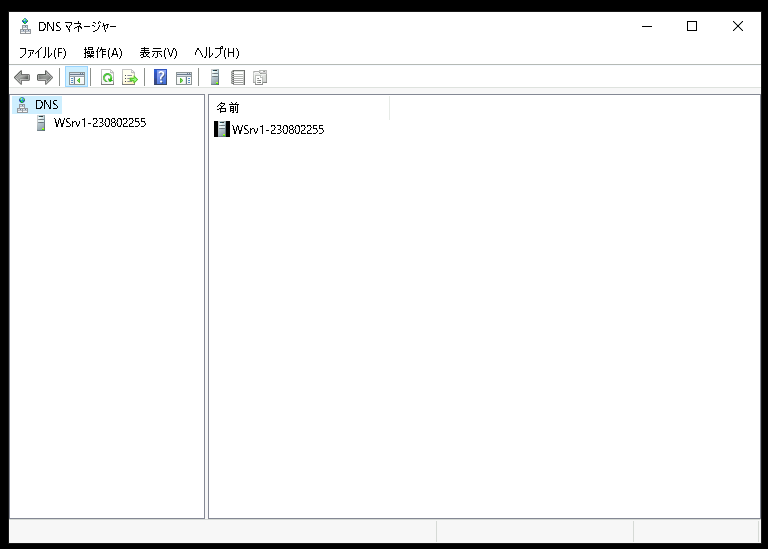 DNS マネージャー
ファイル(F) 操作(A) 表示(V) ヘルプ(H)
DNS
WSrv1-230802255
名前
WSrv1-230802255